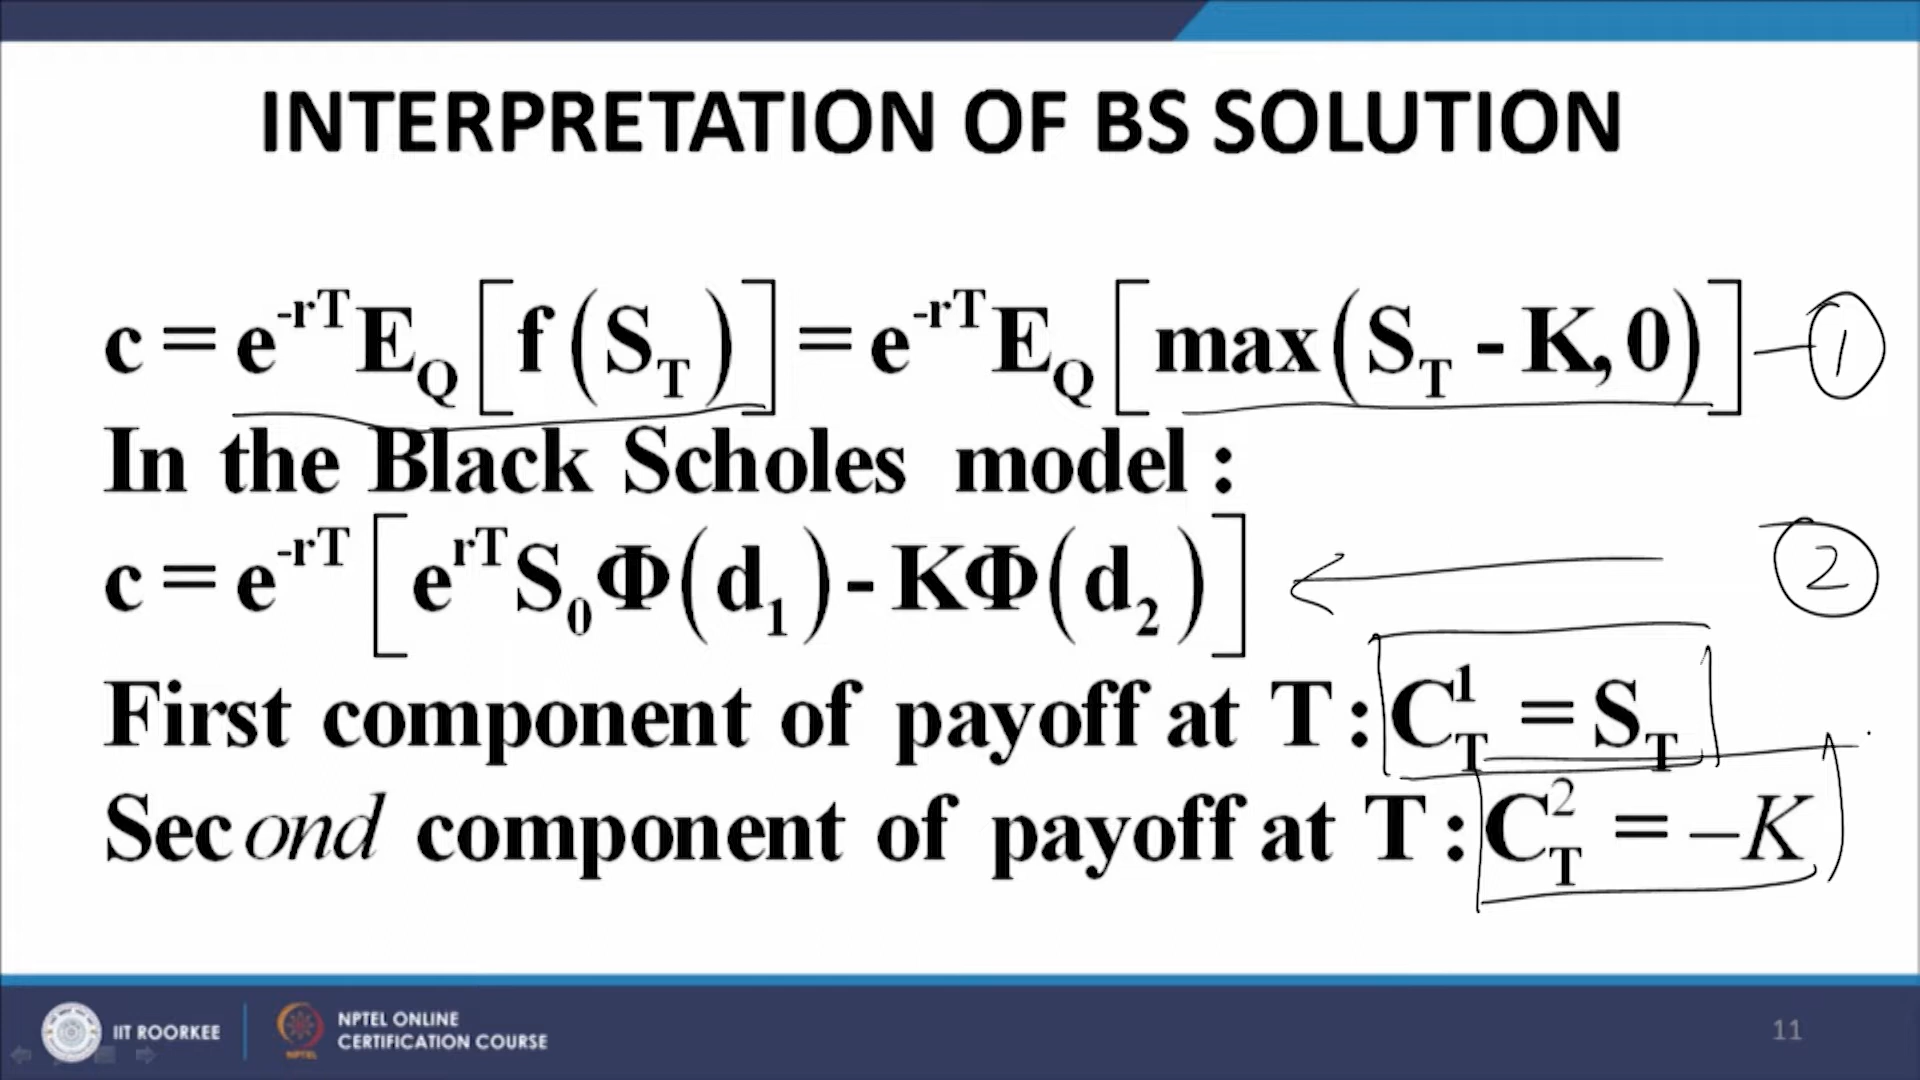 INTERPRETATION OF BS SOLUTION
c = e^{-rT} E_Q [ f ( S_T ) ] = e^{-rT} E_Q [ max ( S_T - K, 0 ) ] — ①
In the Black Scholes model :
c = e^{-rT} [ e^{rT} S_0 Φ ( d_1 ) - K Φ ( d_2 ) ] ← ②
First component of payoff at T : C_T^1 = S_T
Second component of payoff at T : C_T^2 = –K
IIT ROORKEE
NPTEL
NPTEL ONLINE
CERTIFICATION COURSE
11